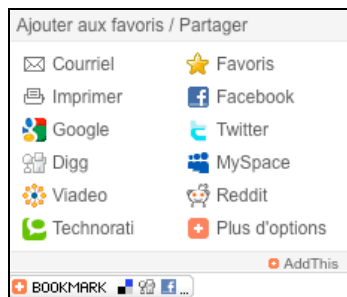 Ajouter aux favoris / Partager
Courriel Favoris
Imprimer Facebook
Google Twitter
Digg MySpace
Viadeo Reddit
Technorati Plus d'options
AddThis
BOOKMARK ...